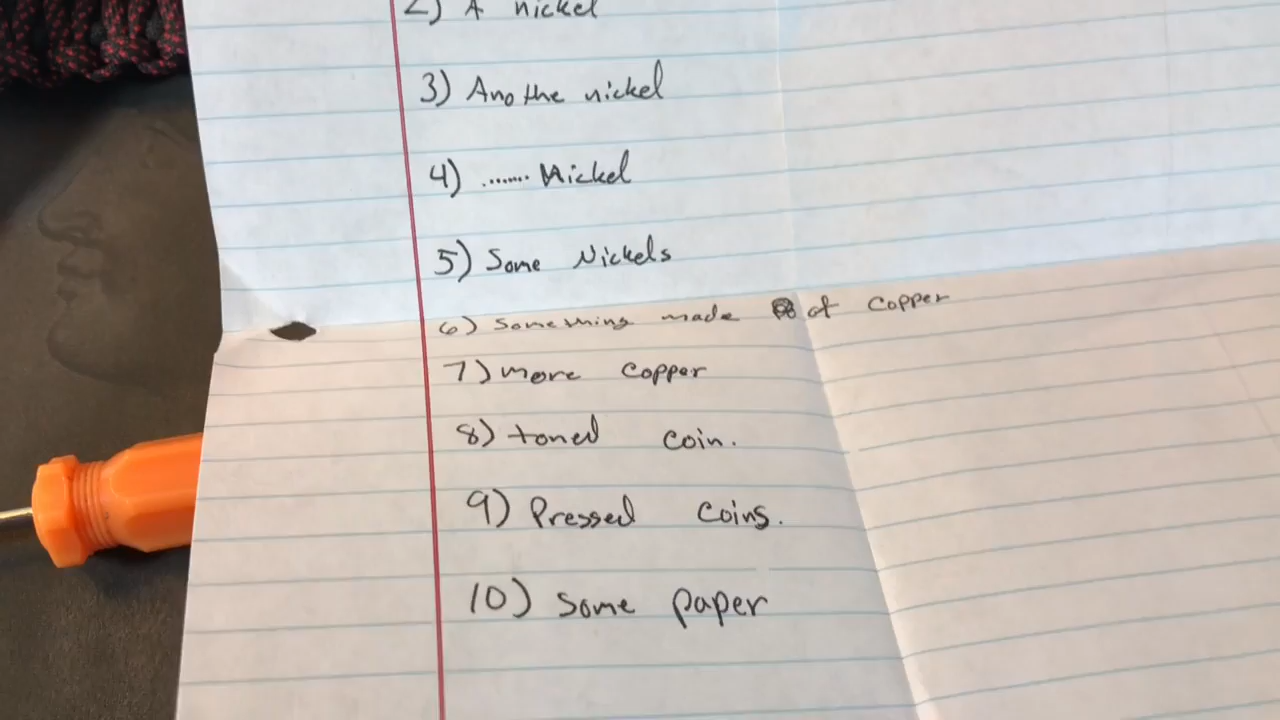 2) A nickel
3) Anothe nickel
4) ....... Nickel
5) Some Nickels
6) something made of copper
7) more copper
8) toned coin.
9) Pressed coins.
10) some paper